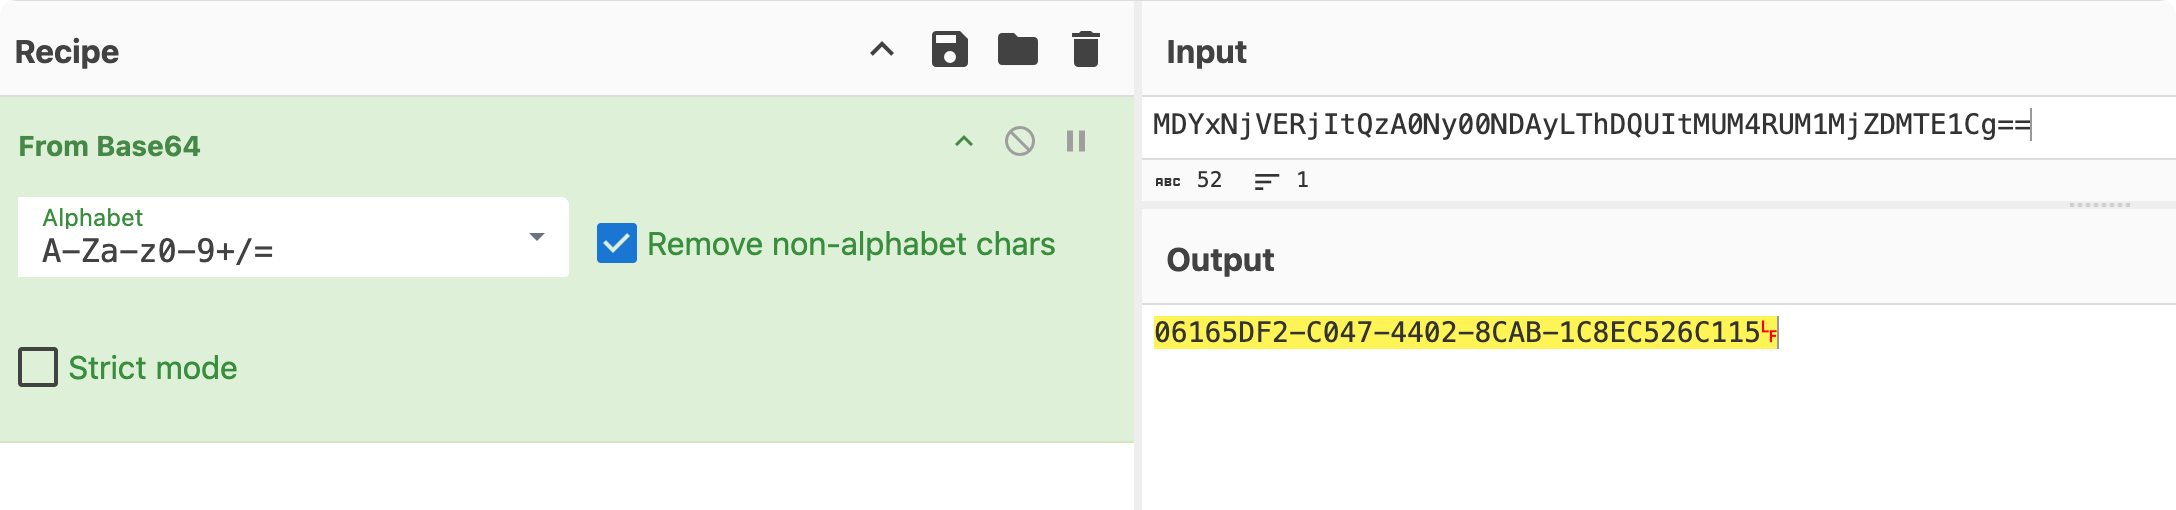 Recipe
From Base64
Alphabet
A-Za-z0-9+/=
Remove non-alphabet chars
Strict mode
Input
MDYxNjVERjItQzA0Ny00NDAyLThDQUItMUM4RUM1MjZDMTE1Cg==
ABC 52 1
Output
06165DF2-C047-4402-8CAB-1C8EC526C115␊